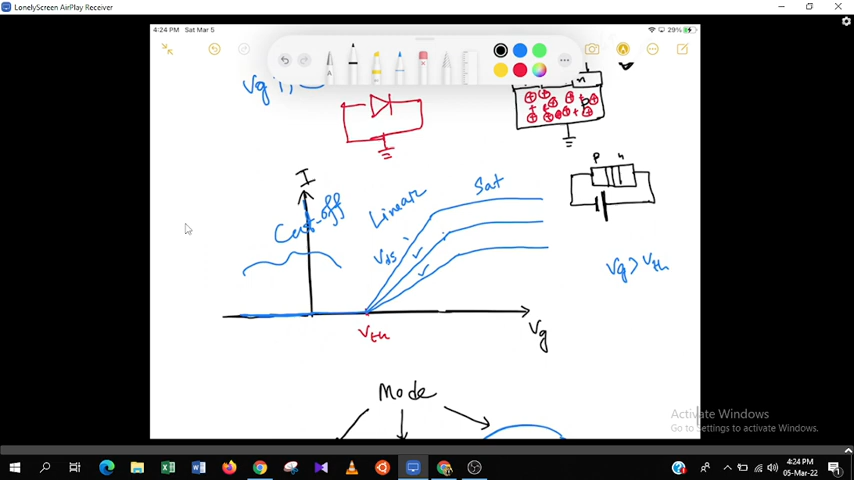 LonelyScreen AirPlay Receiver
4:24 PM Sat Mar 5
29%
Vg
n
p
I
Cut-off
Linear
Sat
P n
Vds
Vg > Vth
Vth
Vg
Mode
Activate Windows
Go to Settings to activate Windows.
4:24 PM
05-Mar-22